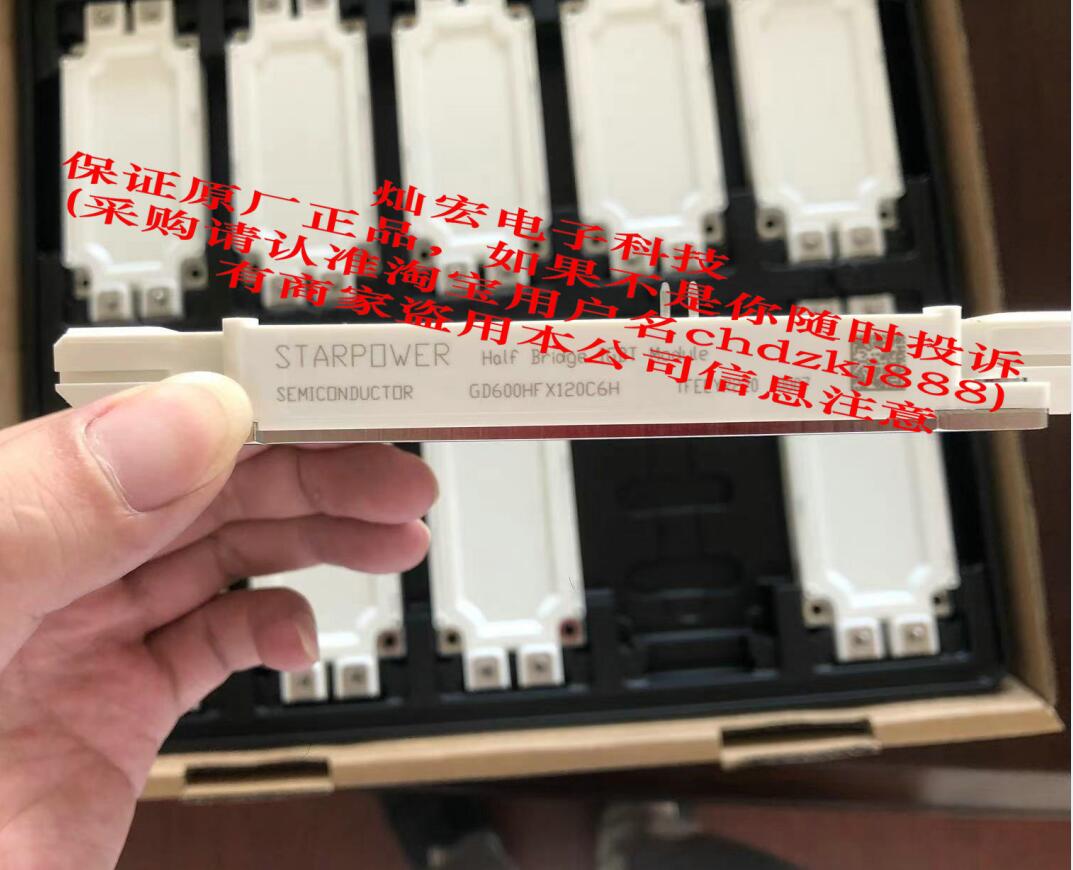 灿宏电子科技
保证原厂正品，如果不是你随时投诉
(采购请认准淘宝用户名chdzkj888)
有商家盗用本公司信息注意
STARPOWER Half Bridge IGBT Module
SEMICONDUCTOR GD600HFX120C6H